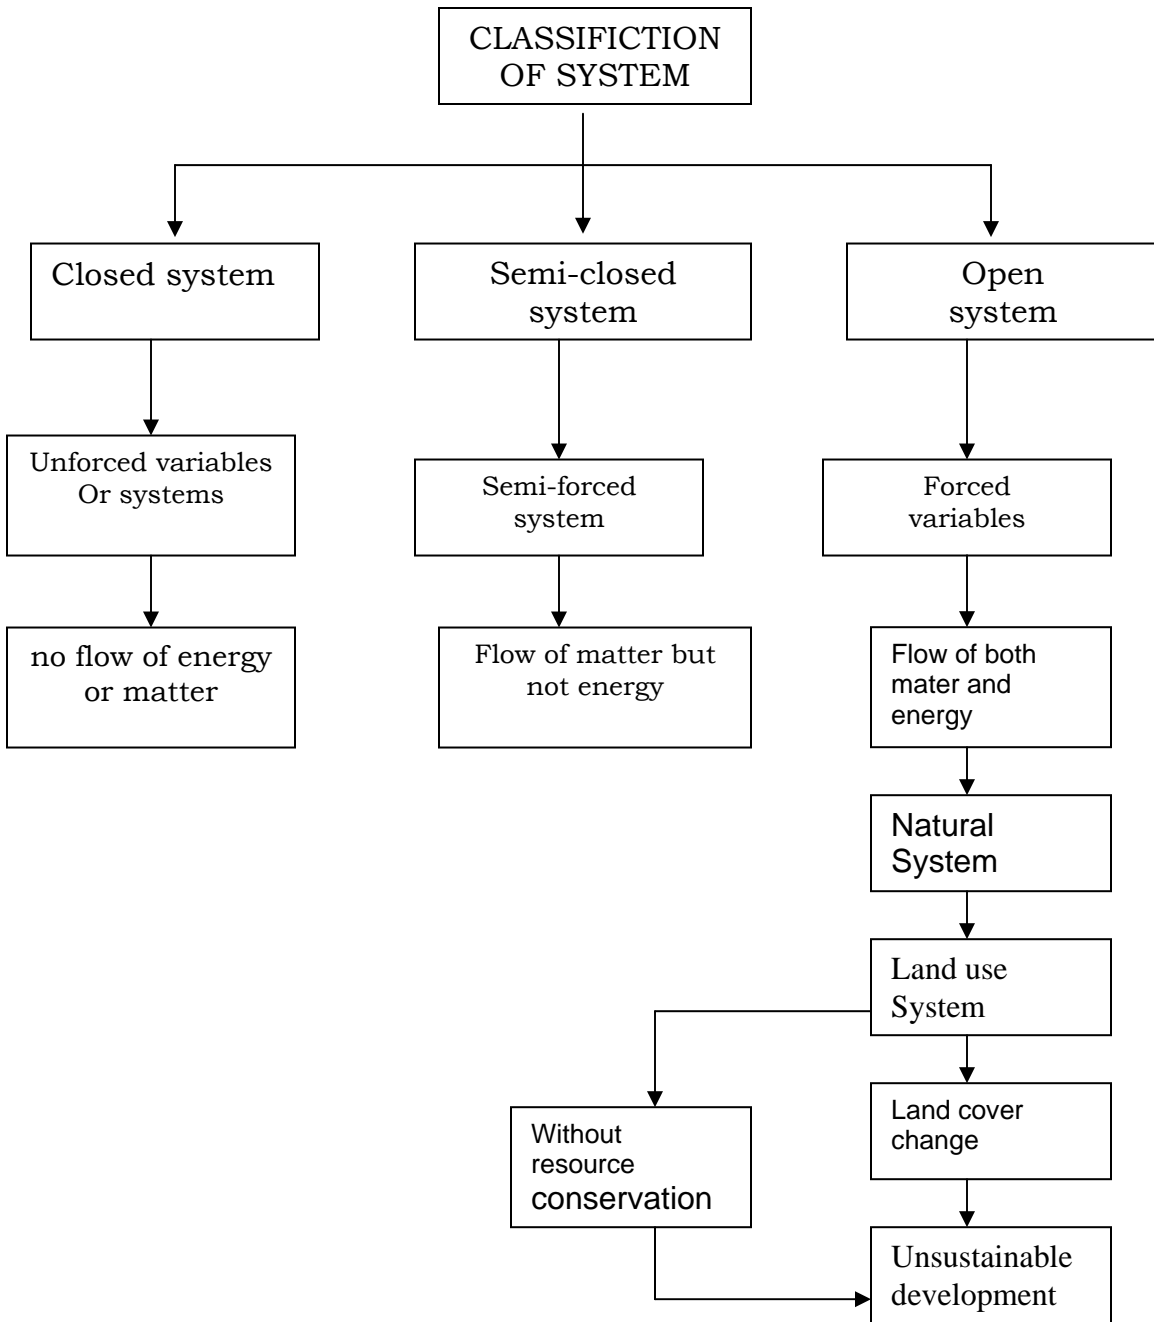 CLASSIFICTION
OF SYSTEM
Closed system
Semi-closed
system
Open
system
Unforced variables
Or systems
Semi-forced
system
Forced
variables
no flow of energy
or matter
Flow of matter but
not energy
Flow of both
mater and
energy
Natural
System
Land use
System
Without
resource
conservation
Land cover
change
Unsustainable
development